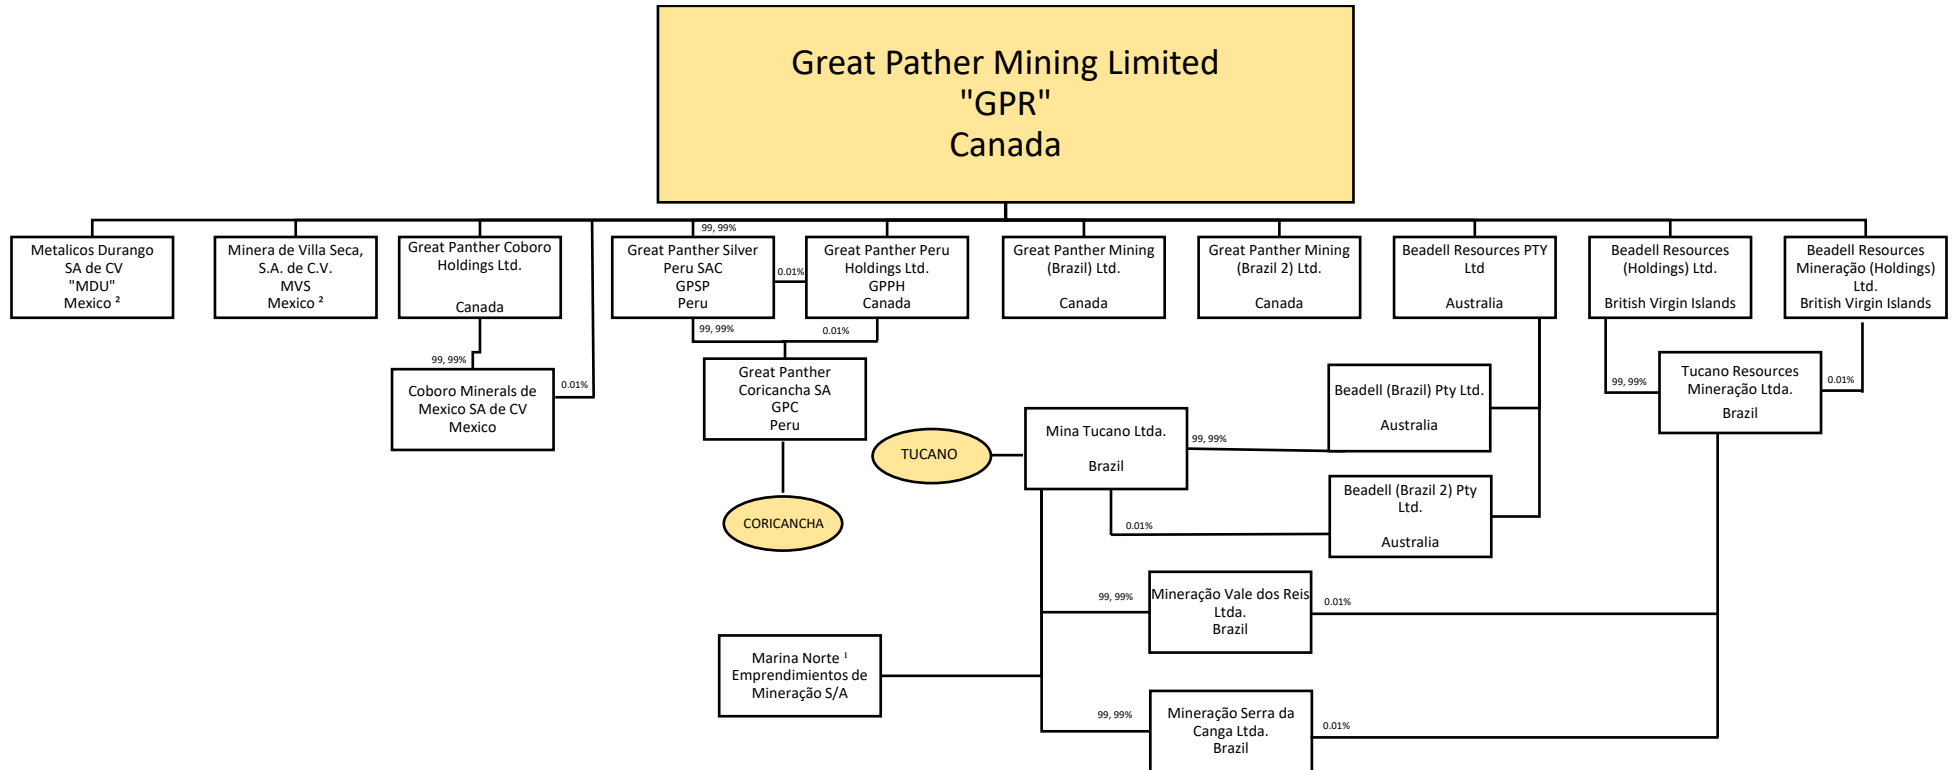 Great Pather Mining Limited
"GPR"
Canada
99, 99%
Metalicos Durango
SA de CV
"MDU"
Mexico ²
Minera de Villa Seca,
S.A. de C.V.
MVS
Mexico ²
Great Panther Coboro
Holdings Ltd.
Canada
Great Panther Silver
Peru SAC
GPSP
Peru
0.01%
Great Panther Peru
Holdings Ltd.
GPPH
Canada
Great Panther Mining
(Brazil) Ltd.
Canada
Great Panther Mining
(Brazil 2) Ltd.
Canada
Beadell Resources PTY
Ltd
Australia
Beadell Resources
(Holdings) Ltd.
British Virgin Islands
Beadell Resources
Mineração (Holdings)
Ltd.
British Virgin Islands
99, 99%
0.01%
99, 99%
0.01%
Coboro Minerals de
Mexico SA de CV
Mexico
Great Panther
Coricancha SA
GPC
Peru
CORICANCHA
Beadell (Brazil) Pty Ltd.
Australia
99, 99%
Tucano Resources
Mineração Ltda.
Brazil
0.01%
TUCANO
Mina Tucano Ltda.
Brazil
99, 99%
0.01%
Beadell (Brazil 2) Pty
Ltd.
Australia
99, 99%
Mineração Vale dos Reis
Ltda.
Brazil
0.01%
Marina Norte ¹
Emprendimientos de
Mineração S/A
99, 99%
Mineração Serra da
Canga Ltda.
Brazil
0.01%